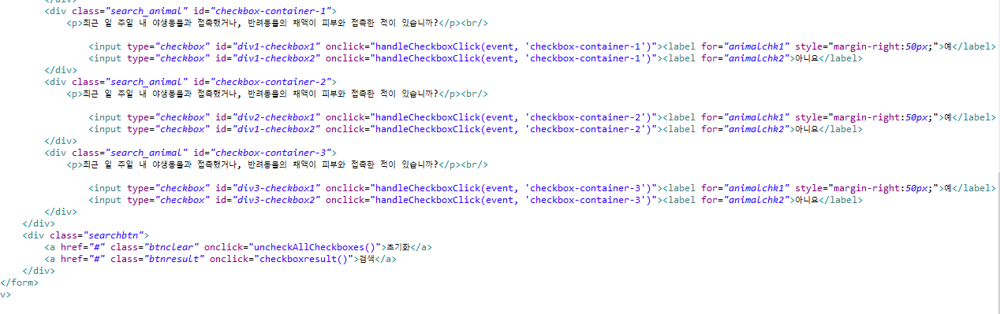 </div>
<div class="search_animal" id="checkbox-container-1">
<p>최근 일 주일 내 야생동물과 접촉했거나, 반려동물의 채액이 피부와 접촉한 적이 있습니까?</p><br/>
<input type="checkbox" id="div1-checkbox1" onclick="handleCheckboxClick(event, 'checkbox-container-1')"><label for="animalchk1" style="margin-right:50px;">예</label>
<input type="checkbox" id="div1-checkbox2" onclick="handleCheckboxClick(event, 'checkbox-container-1')"><label for="animalchk2">아니요</label>
</div>
<div class="search_animal" id="checkbox-container-2">
<p>최근 일 주일 내 야생동물과 접촉했거나, 반려동물의 채액이 피부와 접촉한 적이 있습니까?</p><br/>
<input type="checkbox" id="div2-checkbox1" onclick="handleCheckboxClick(event, 'checkbox-container-2')"><label for="animalchk1" style="margin-right:50px;">예</label>
<input type="checkbox" id="div1-checkbox2" onclick="handleCheckboxClick(event, 'checkbox-container-2')"><label for="animalchk2">아니요</label>
</div>
<div class="search_animal" id="checkbox-container-3">
<p>최근 일 주일 내 야생동물과 접촉했거나, 반려동물의 채액이 피부와 접촉한 적이 있습니까?</p><br/>
<input type="checkbox" id="div3-checkbox1" onclick="handleCheckboxClick(event, 'checkbox-container-3')"><label for="animalchk1" style="margin-right:50px;">예</label>
<input type="checkbox" id="div3-checkbox2" onclick="handleCheckboxClick(event, 'checkbox-container-3')"><label for="animalchk2">아니요</label>
</div>
</div>
<div class="searchbtn">
<a href="#" class="btnclear" onclick="uncheckAllCheckboxes()">초기화</a>
<a href="#" class="btnresult" onclick="checkboxresult()">검색</a>
</div>
</form>
v>